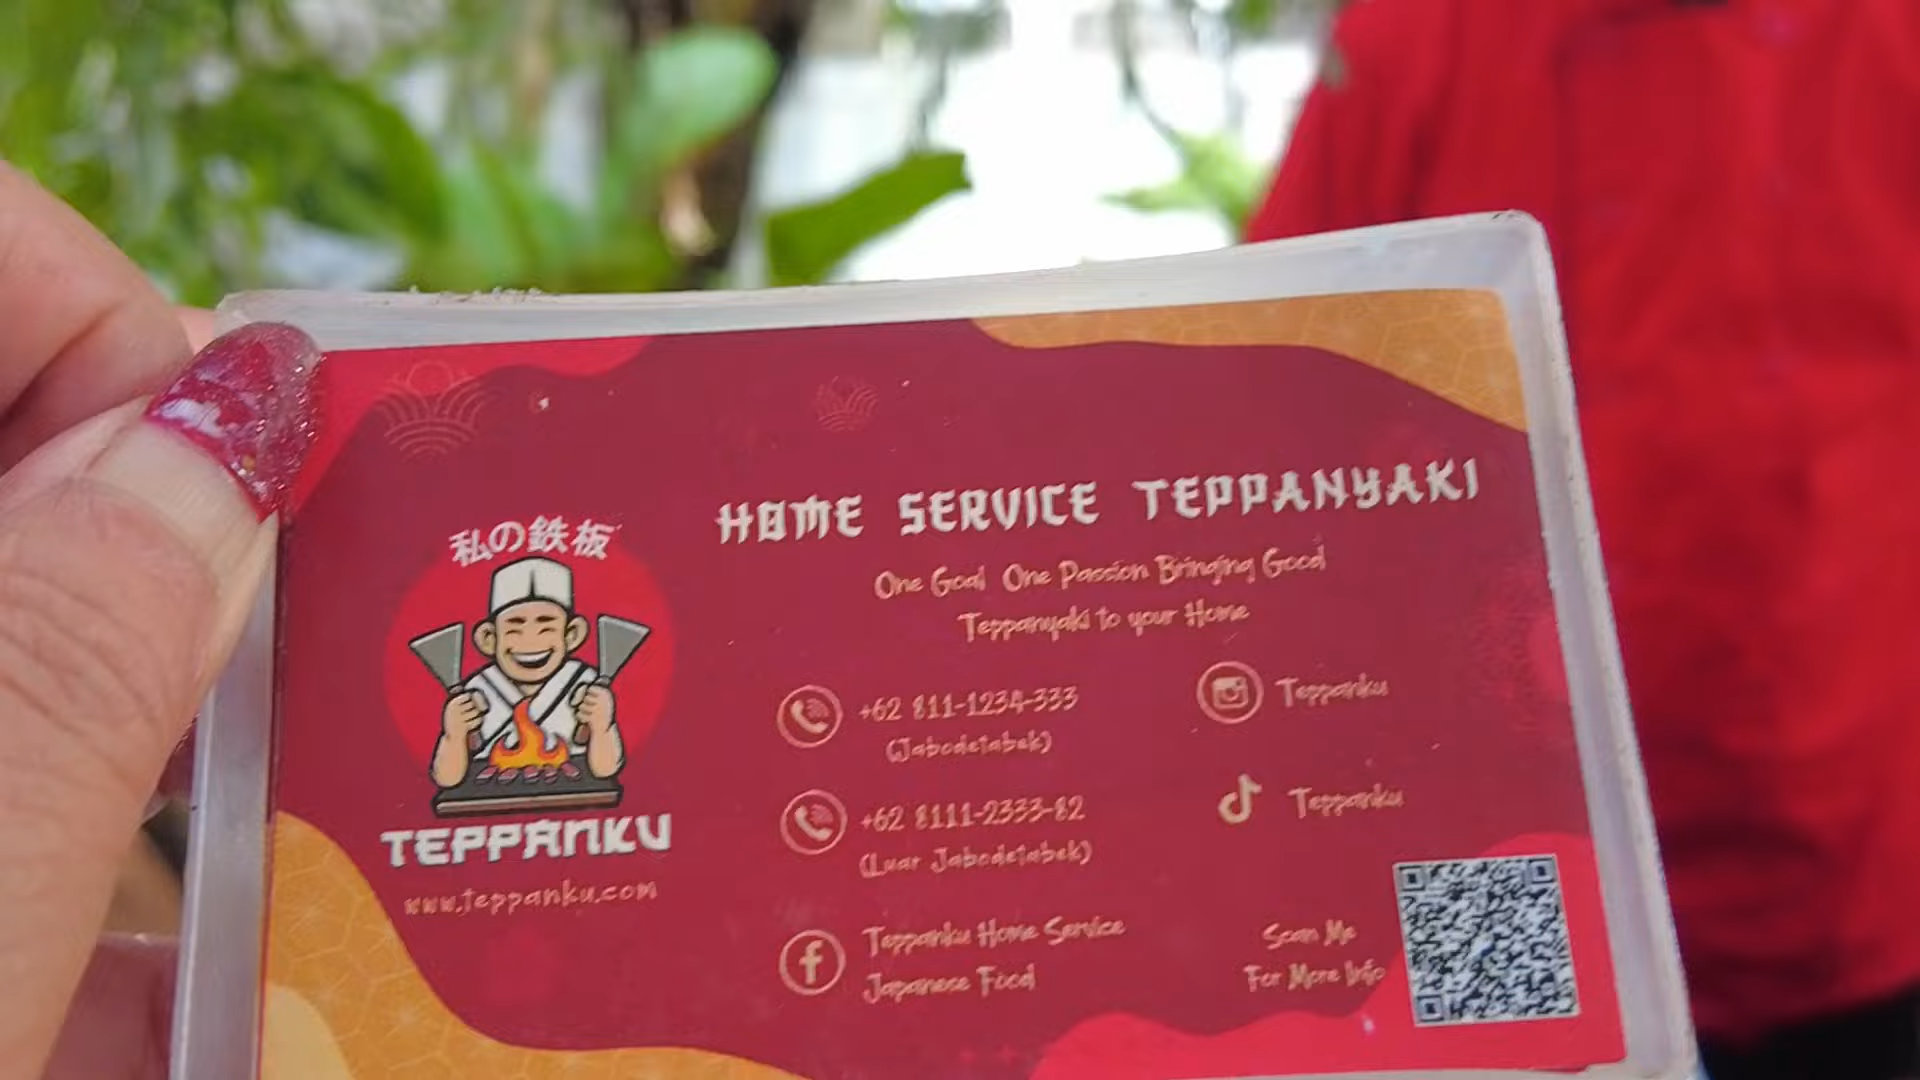 私の鉄板
TEPPANKU
www.teppanku.com
HOME SERVICE TEPPANYAKI
One Goal One Passion Bringing Good
Teppanyaki to your Home
+62 811-1234-333
(Jabodetabek)
+62 8111-2333-82
(Luar Jabodetabek)
Teppanku Home Service
Japanese Food
Teppanku
Teppanku
Scan Me
For More Info